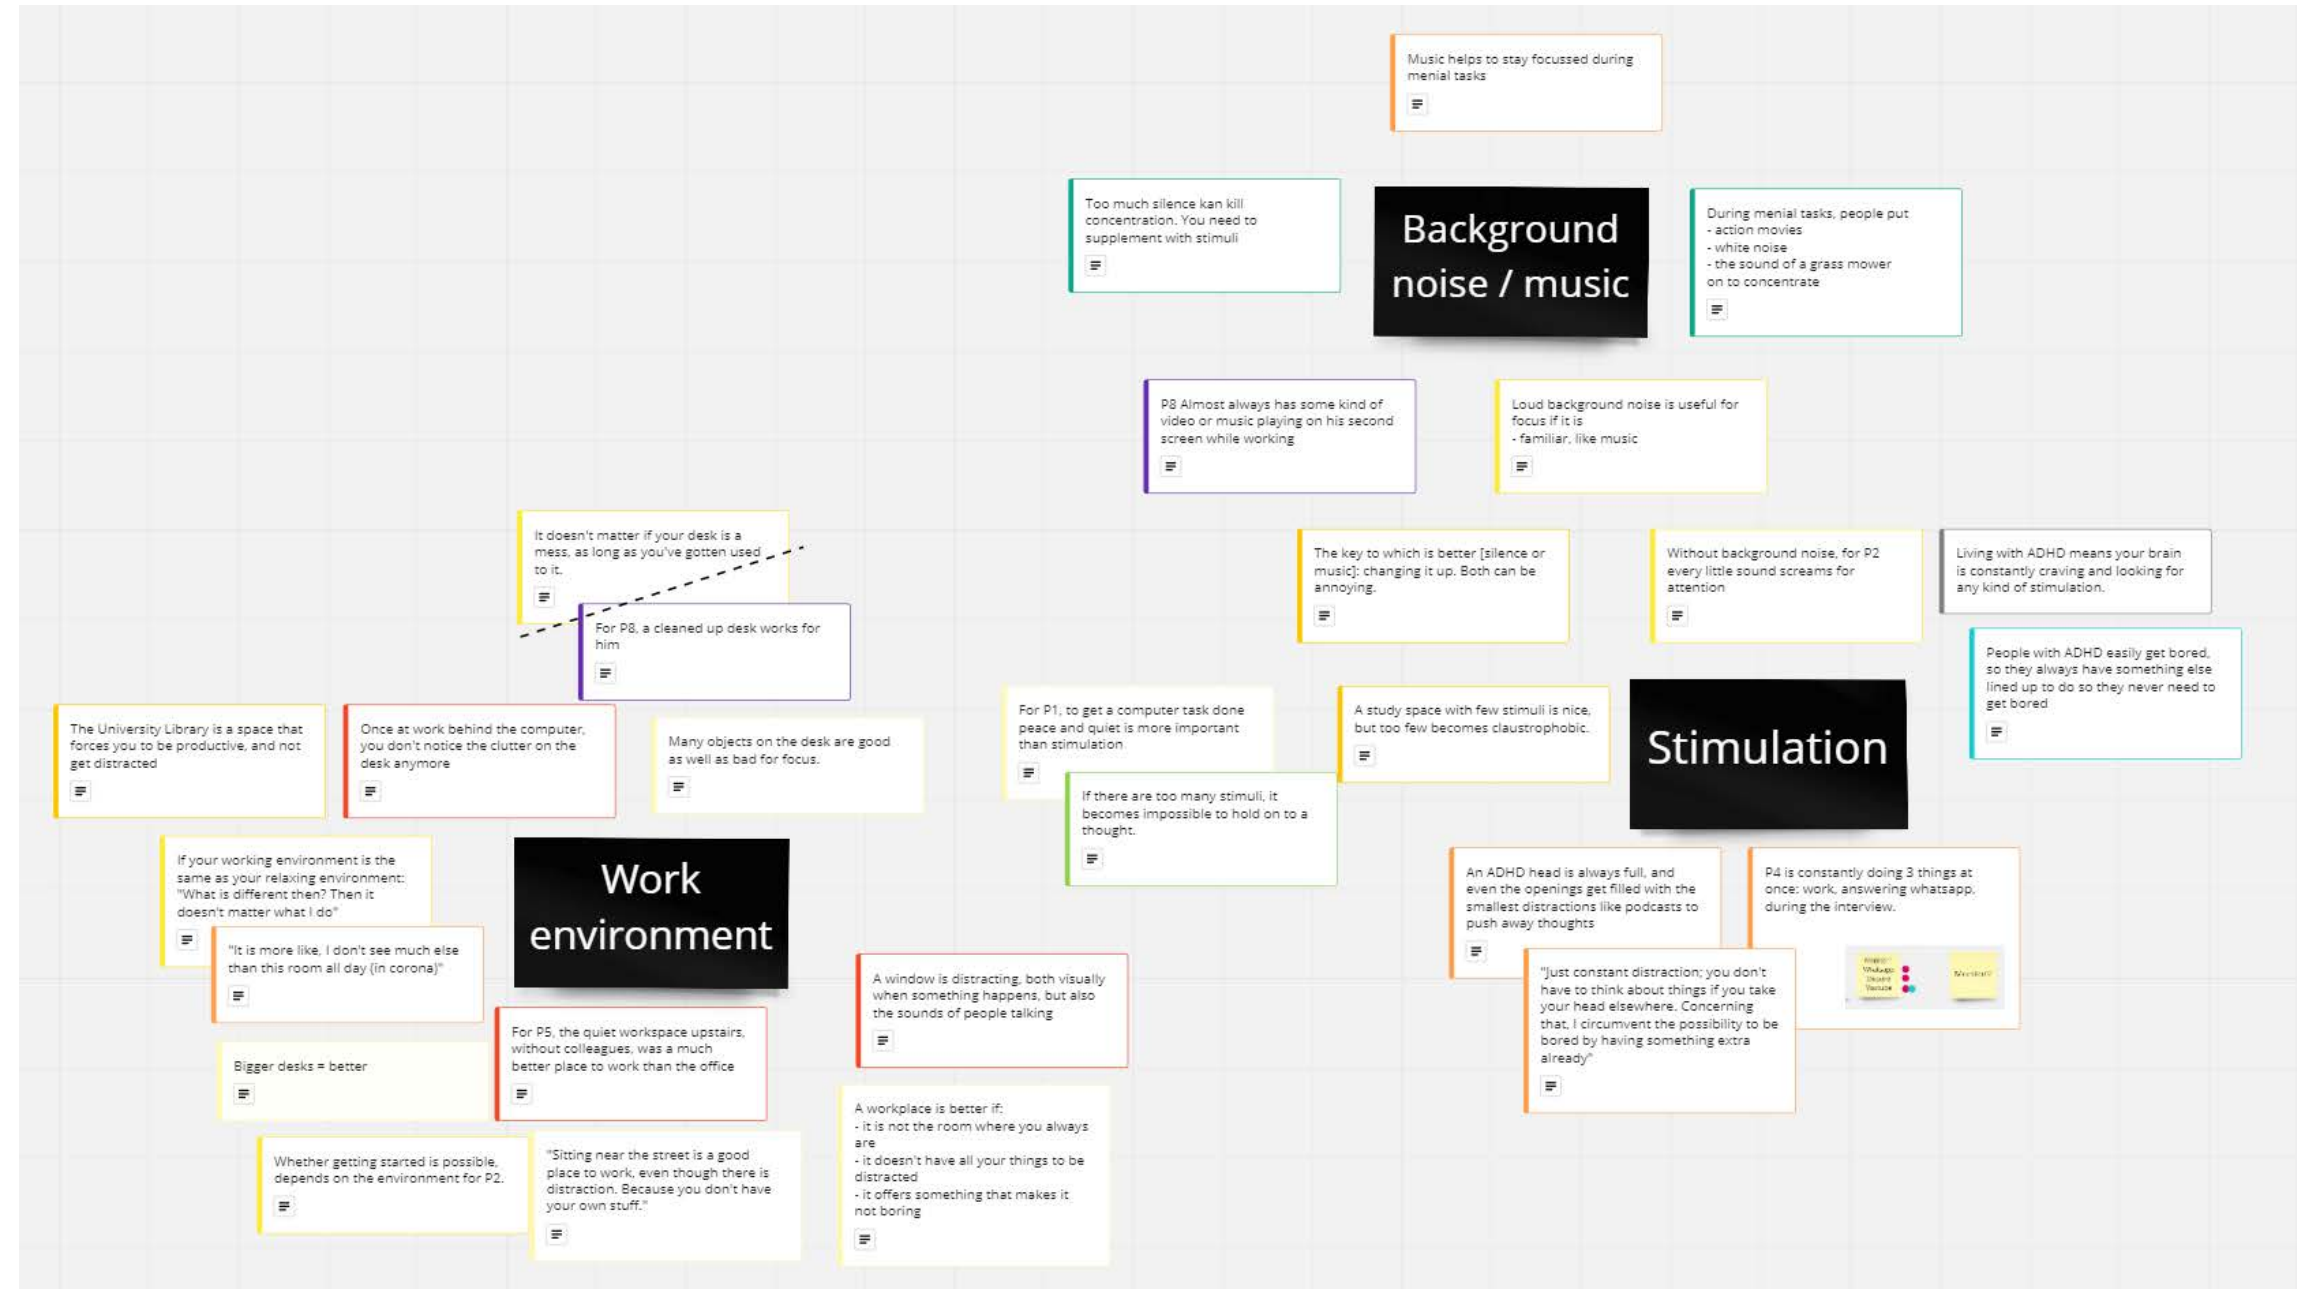 Music helps to stay focussed during
menial tasks
Too much silence kan kill
concentration. You need to
supplement with stimuli
Background
noise / music
During menial tasks, people put
- action movies
- white noise
- the sound of a grass mower
on to concentrate
P8 Almost always has some kind of
video or music playing on his second
screen while working
Loud background noise is useful for
focus if it is
- familiar, like music
It doesn't matter if your desk is a
mess, as long as you've gotten used
to it.
For P8, a cleaned up desk works for
him
The key to which is better [silence or
music]: changing it up. Both can be
annoying.
Without background noise, for P2
every little sound screams for
attention
Living with ADHD means your brain
is constantly craving and looking for
any kind of stimulation.
People with ADHD easily get bored,
so they always have something else
lined up to do so they never need to
get bored
The University Library is a space that
forces you to be productive, and not
get distracted
Once at work behind the computer,
you don't notice the clutter on the
desk anymore
Many objects on the desk are good
as well as bad for focus.
For P1, to get a computer task done
peace and quiet is more important
than stimulation
A study space with few stimuli is nice,
but too few becomes claustrophobic.
Stimulation
If there are too many stimuli, it
becomes impossible to hold on to a
thought.
If your working environment is the
same as your relaxing environment:
"What is different then? Then it
doesn't matter what I do"
Work
environment
An ADHD head is always full, and
even the openings get filled with the
smallest distractions like podcasts to
push away thoughts
P4 is constantly doing 3 things at
once: work, answering whatsapp,
during the interview.
"It is more like, I don't see much else
than this room all day (in corona)"
A window is distracting, both visually
when something happens, but also
the sounds of people talking
"Just constant distraction; you don't
have to think about things if you take
your head elsewhere. Concerning
that, I circumvent the possibility to be
bored by having something extra
already"
Whatsapp
Discord
Youtube
Bigger desks = better
For P5, the quiet workspace upstairs,
without colleagues, was a much
better place to work than the office
A workplace is better if:
- it is not the room where you always
are
- it doesn't have all your things to be
distracted
- it offers something that makes it
not boring
Whether getting started is possible,
depends on the environment for P2.
"Sitting near the street is a good
place to work, even though there is
distraction. Because you don't have
your own stuff."